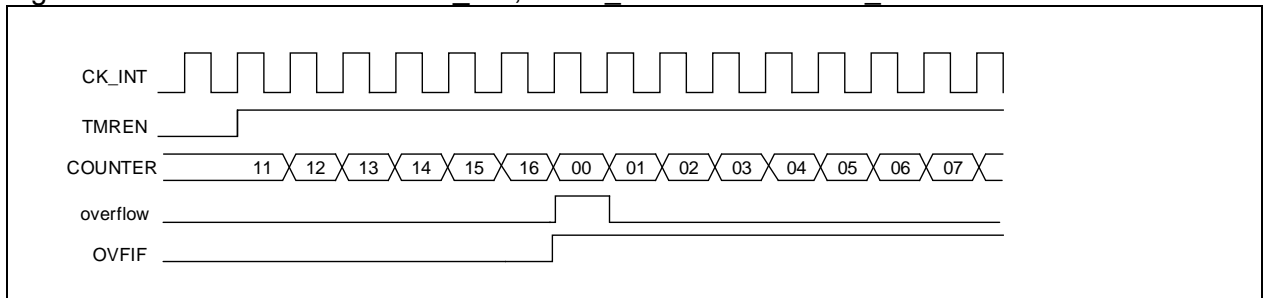 CK_INT
TMREN
COUNTER 11 12 13 14 15 16 00 01 02 03 04 05 06 07
overflow
OVFIF